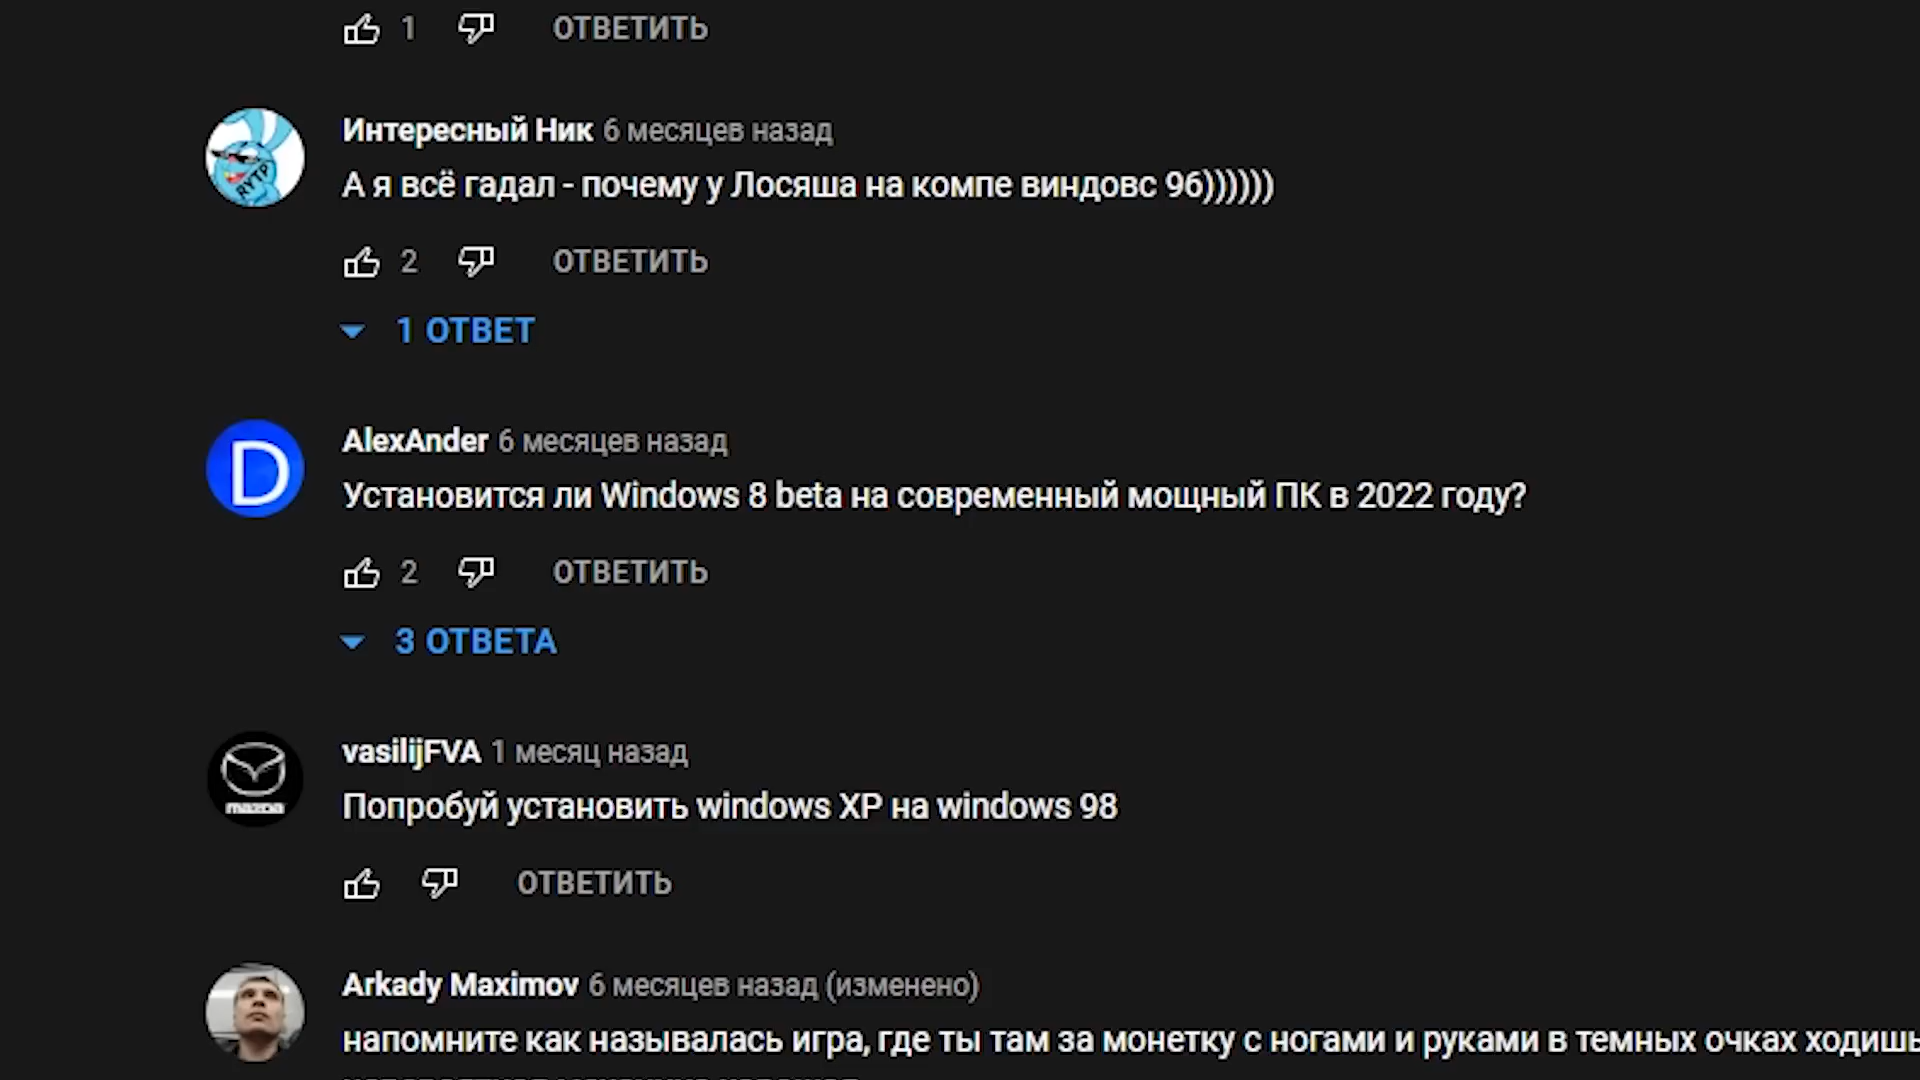 1 ОТВЕТИТЬ
Интересный Ник 6 месяцев назад
RYTP
А я всё гадал - почему у Лосяша на компе виндовс 96))))))
2 ОТВЕТИТЬ
1 ОТВЕТ
D
AlexAnder 6 месяцев назад
Установится ли Windows 8 beta на современный мощный ПК в 2022 году?
2 ОТВЕТИТЬ
3 ОТВЕТА
vasilijFVA 1 месяц назад
mazda
Попробуй установить windows XP на windows 98
ОТВЕТИТЬ
Arkady Maximov 6 месяцев назад (изменено)
напомните как называлась игра, где ты там за монетку с ногами и руками в темных очках ходишь